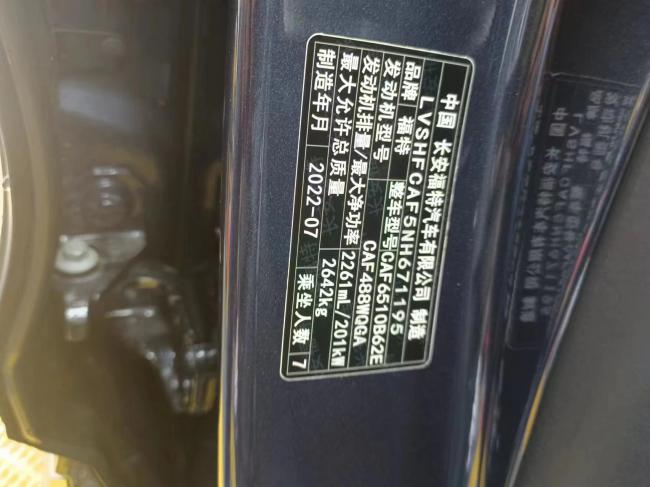 中国 长安福特汽车有限公司 制造
LVSHFCAF5NH671195
品牌 福特 整车型号 CAF6510B62E
发动机型号 CAF488WQGA
发动机排量/最大净功率 2261mL/201kW
最大允许总质量 2642kg
制造年月 2022-07 乘坐人数 7